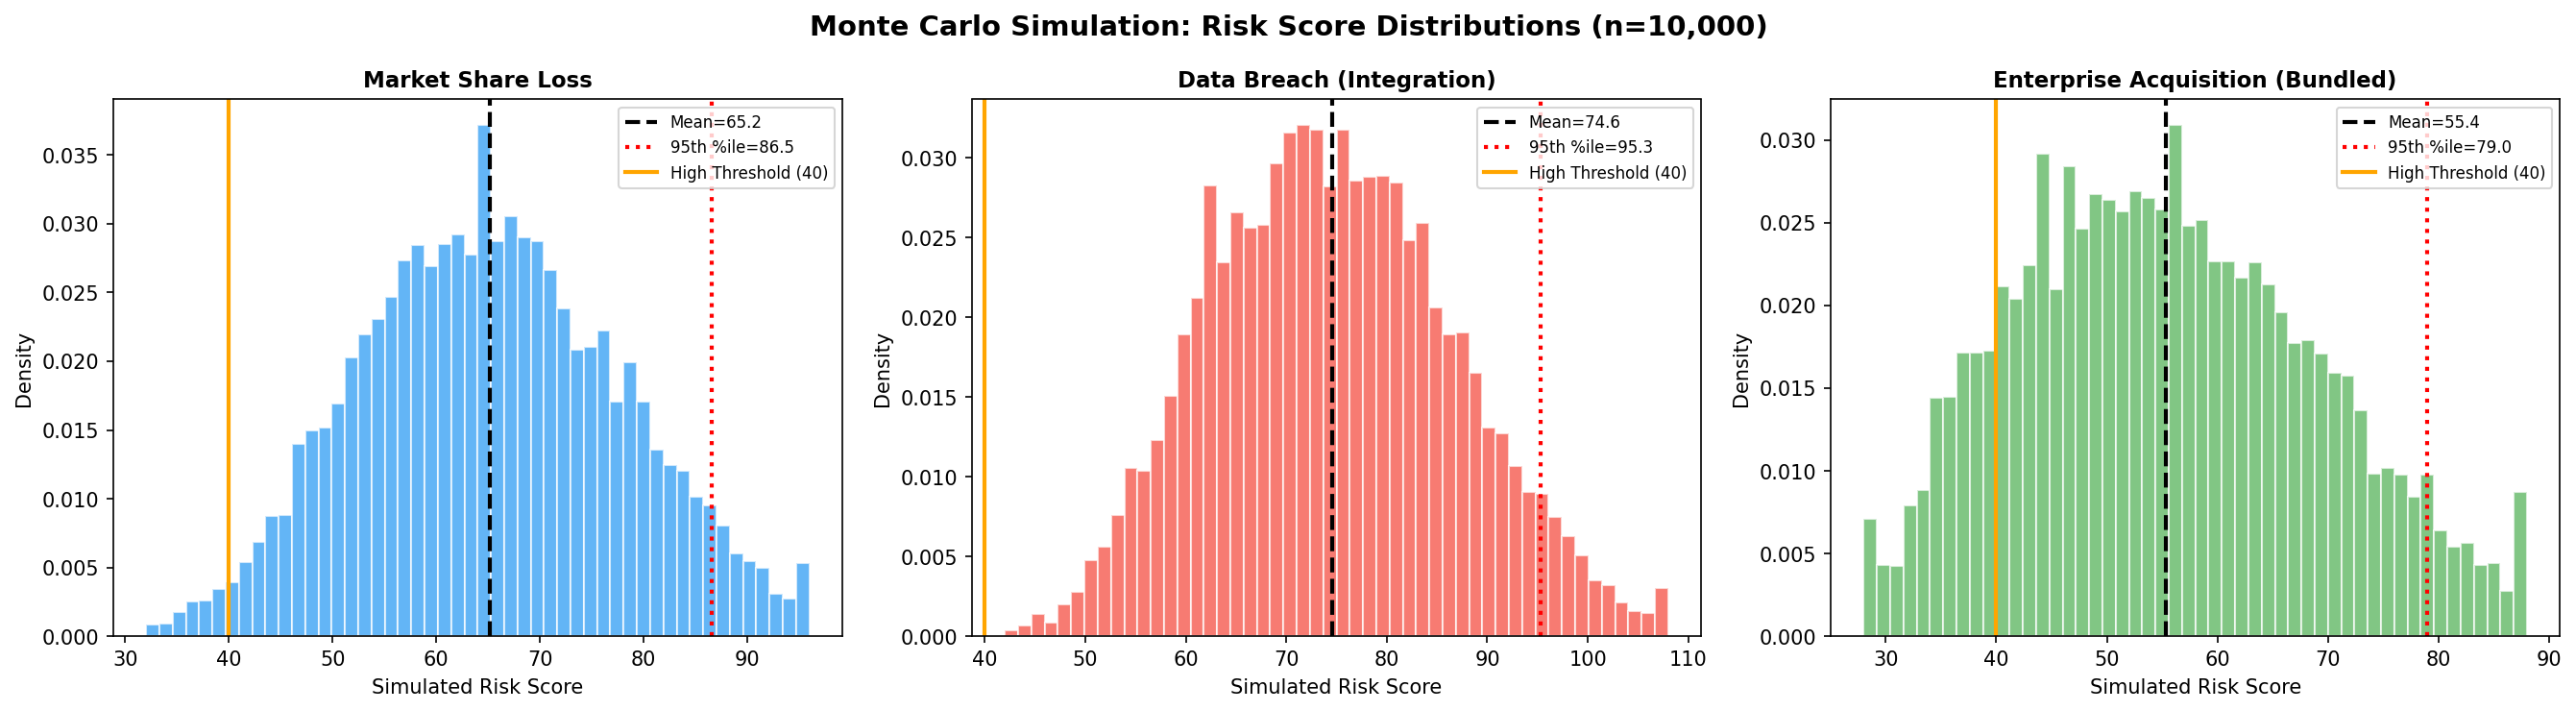 Monte Carlo Simulation: Risk Score Distributions (n=10,000)
Market Share Loss
Mean=65.2
95th %ile=86.5
High Threshold (40)
Density
0.035
0.030
0.025
0.020
0.015
0.010
0.005
0.000
30 40 50 60 70 80 90
Simulated Risk Score
Data Breach (Integration)
Mean=74.6
95th %ile=95.3
High Threshold (40)
Density
0.030
0.025
0.020
0.015
0.010
0.005
0.000
40 50 60 70 80 90 100 110
Simulated Risk Score
Enterprise Acquisition (Bundled)
Mean=55.4
95th %ile=79.0
High Threshold (40)
Density
0.030
0.025
0.020
0.015
0.010
0.005
0.000
30 40 50 60 70 80 90
Simulated Risk Score